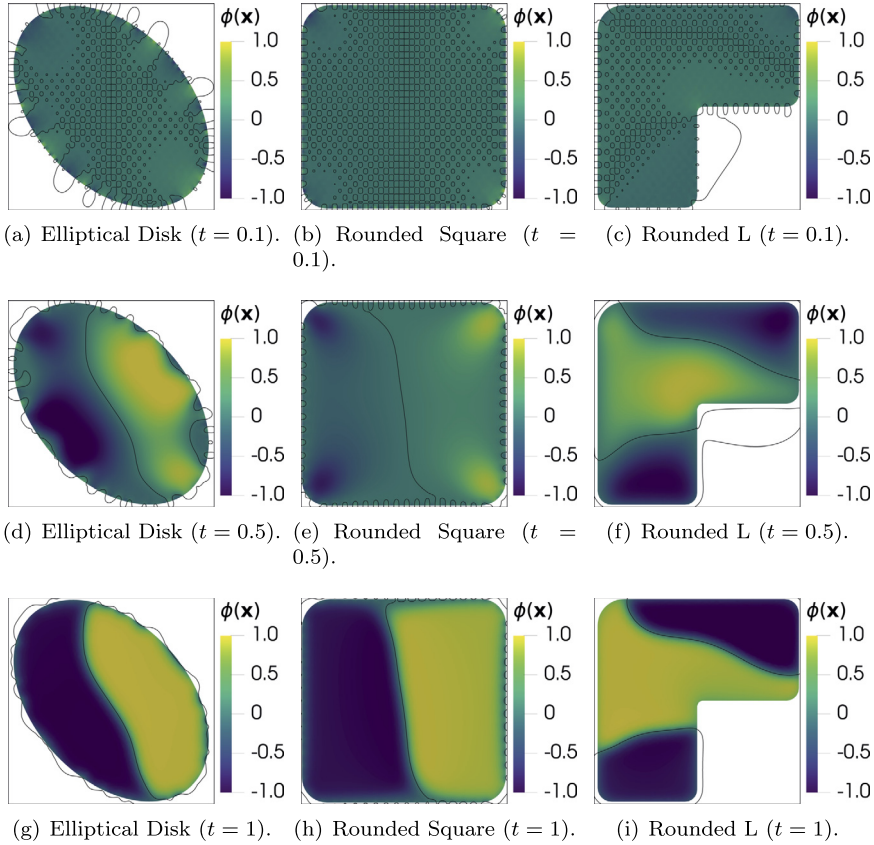 ϕ(x) ϕ(x) ϕ(x)
1.0 1.0 1.0
0.5 0.5 0.5
0 0 0
-0.5 -0.5 -0.5
-1.0 -1.0 -1.0
(a) Elliptical Disk (t = 0.1). (b) Rounded Square (t = (c) Rounded L (t = 0.1).
0.1).
ϕ(x) ϕ(x) ϕ(x)
1.0 1.0 1.0
0.5 0.5 0.5
0 0 0
-0.5 -0.5 -0.5
-1.0 -1.0 -1.0
(d) Elliptical Disk (t = 0.5). (e) Rounded Square (t = (f) Rounded L (t = 0.5).
0.5).
ϕ(x) ϕ(x) ϕ(x)
1.0 1.0 1.0
0.5 0.5 0.5
0 0 0
-0.5 -0.5 -0.5
-1.0 -1.0 -1.0
(g) Elliptical Disk (t = 1). (h) Rounded Square (t = 1). (i) Rounded L (t = 1).